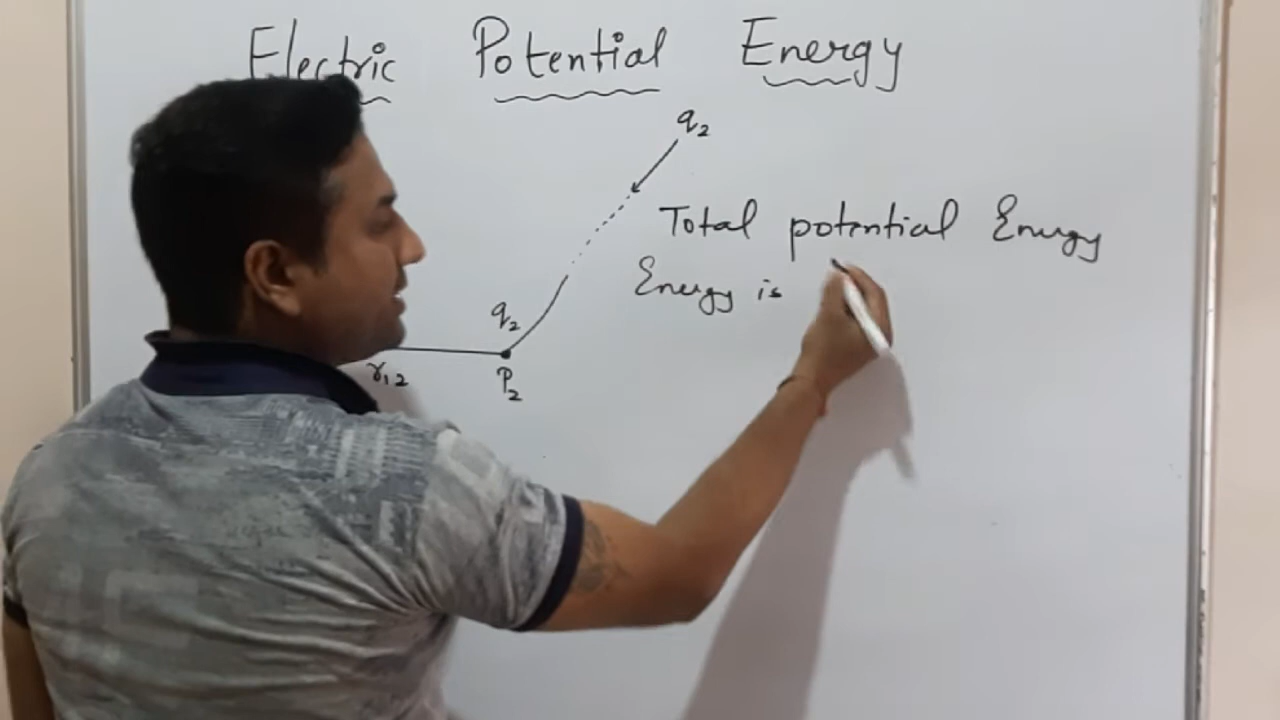 Electric Potential Energy
q₂
Total potential Energy
Energy is
q₂
r₁₂
P₂